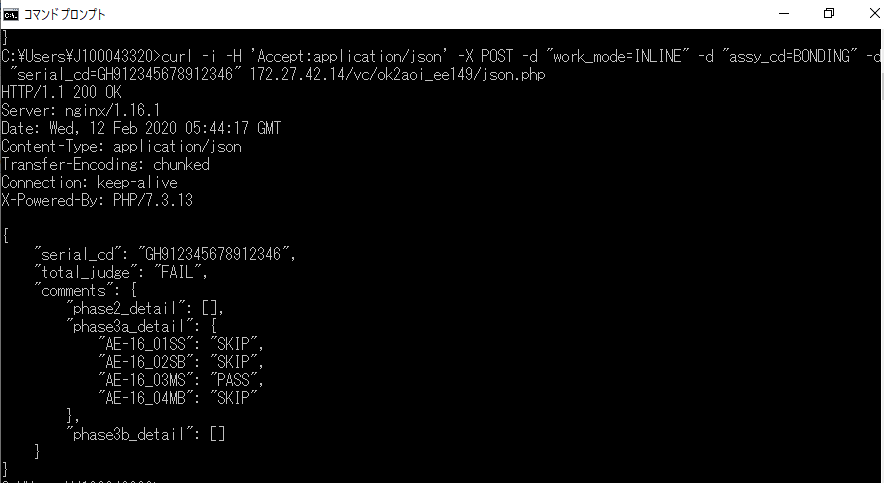 コマンド プロンプト
}
C:¥Users¥J100043320>curl -i -H 'Accept:application/json' -X POST -d "work_mode=INLINE" -d "assy_cd=BONDING" -d
"serial_cd=GH912345678912346" 172.27.42.14/vc/ok2aoi_ee149/json.php
HTTP/1.1 200 OK
Server: nginx/1.16.1
Date: Wed, 12 Feb 2020 05:44:17 GMT
Content-Type: application/json
Transfer-Encoding: chunked
Connection: keep-alive
X-Powered-By: PHP/7.3.13
{
"serial_cd": "GH912345678912346",
"total_judge": "FAIL",
"comments": {
"phase2_detail": [],
"phase3a_detail": {
"AE-16_01SS": "SKIP",
"AE-16_02SB": "SKIP",
"AE-16_03MS": "PASS",
"AE-16_04MB": "SKIP"
},
"phase3b_detail": []
}
}